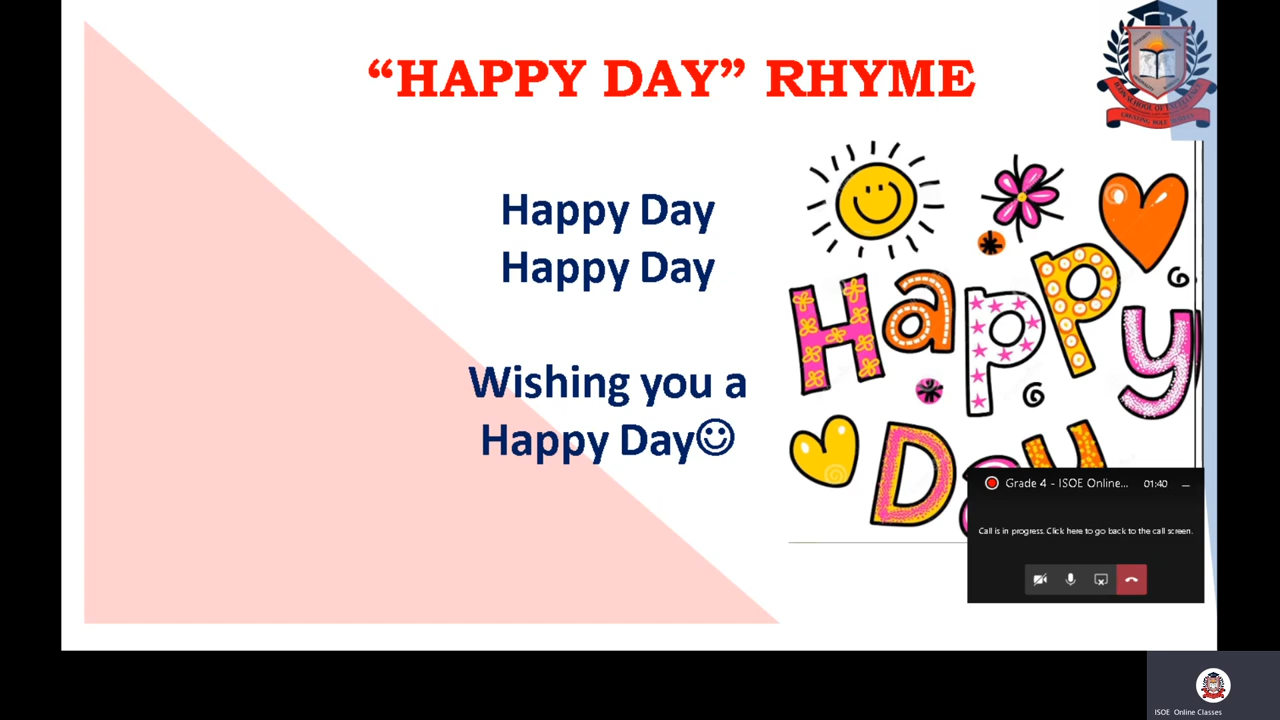 “HAPPY DAY” RHYME
Happy Day
Happy Day
Wishing you a
Happy Day☺
Happy
Day
Grade 4 - ISOE Online...
01:40
Call is in progress. Click here to go back to the call screen.
ISOE Online Classes